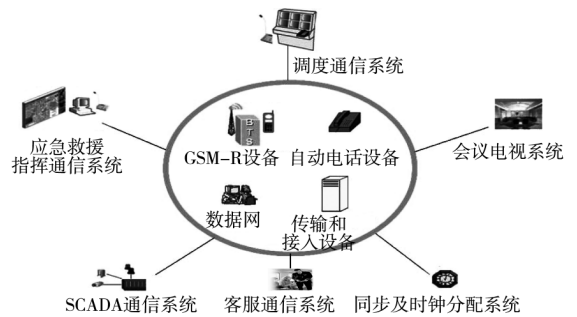 调度通信系统
应急救援
指挥通信系统
BTS
GSM-R设备
自动电话设备
会议电视系统
数据网
传输和
接入设备
SCADA通信系统
客服通信系统
同步及时钟分配系统